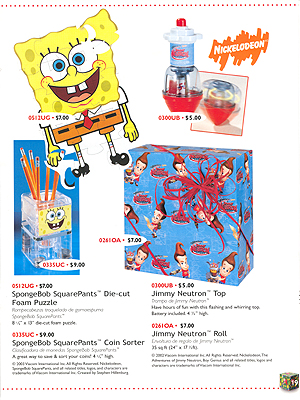 NICKELODEON
0512UG • $7.00
0300UB • $5.00
0335UC • $9.00
0261OA • $7.00
0512UG • $7.00
SpongeBob SquarePants™ Die-cut
Foam Puzzle
Rompecabezas troquelado de gomaespuma
SpongeBob SquarePants™
8 ½" x 13" die-cut foam puzzle.
0335UC • $9.00
SpongeBob SquarePants™ Coin Sorter
Clasificadora de monedas SpongeBob SquarePants™
A great way to save & sort your coins! 4 ½" high.
© 2002 Viacom International Inc. All Rights Reserved. Nickelodeon,
SpongeBob SquarePants, and all related titles, logos, and characters are
trademarks of Viacom International Inc. Created by Stephen Hillenburg.
0300UB • $5.00
Jimmy Neutron™ Top
Trompo de Jimmy Neutron™
Have hours of fun with this flashing and whirring top.
Battery included. 4 ½" high.
0261OA • $7.00
Jimmy Neutron™ Roll
Envoltura de regalo de Jimmy Neutron™
35 sq ft (24" x 17 ½').
© 2002 Viacom International Inc. All Rights Reserved. Nickelodeon, The
Adventures of Jimmy Neutron, Boy Genius and all related titles, logos, and characters are
trademarks of Viacom International Inc.
19